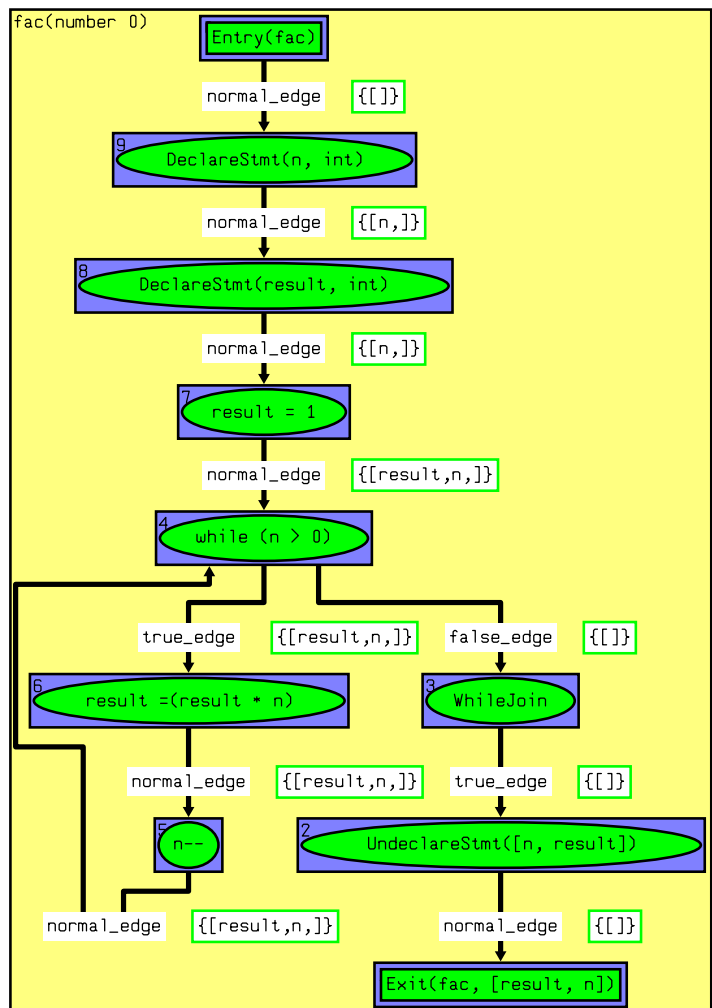 fac(number 0)
Entry(fac)
normal_edge {[]}
9
DeclareStmt(n, int)
normal_edge {[n,]}
8
DeclareStmt(result, int)
normal_edge {[n,]}
7
result = 1
normal_edge {[result,n,]}
4
while (n > 0)
true_edge {[result,n,]} false_edge {[]}
6
result =(result * n)
3
WhileJoin
normal_edge {[result,n,]} true_edge {[]}
5
n--
2
UndeclareStmt([n, result])
normal_edge {[result,n,]} normal_edge {[]}
Exit(fac, [result, n])